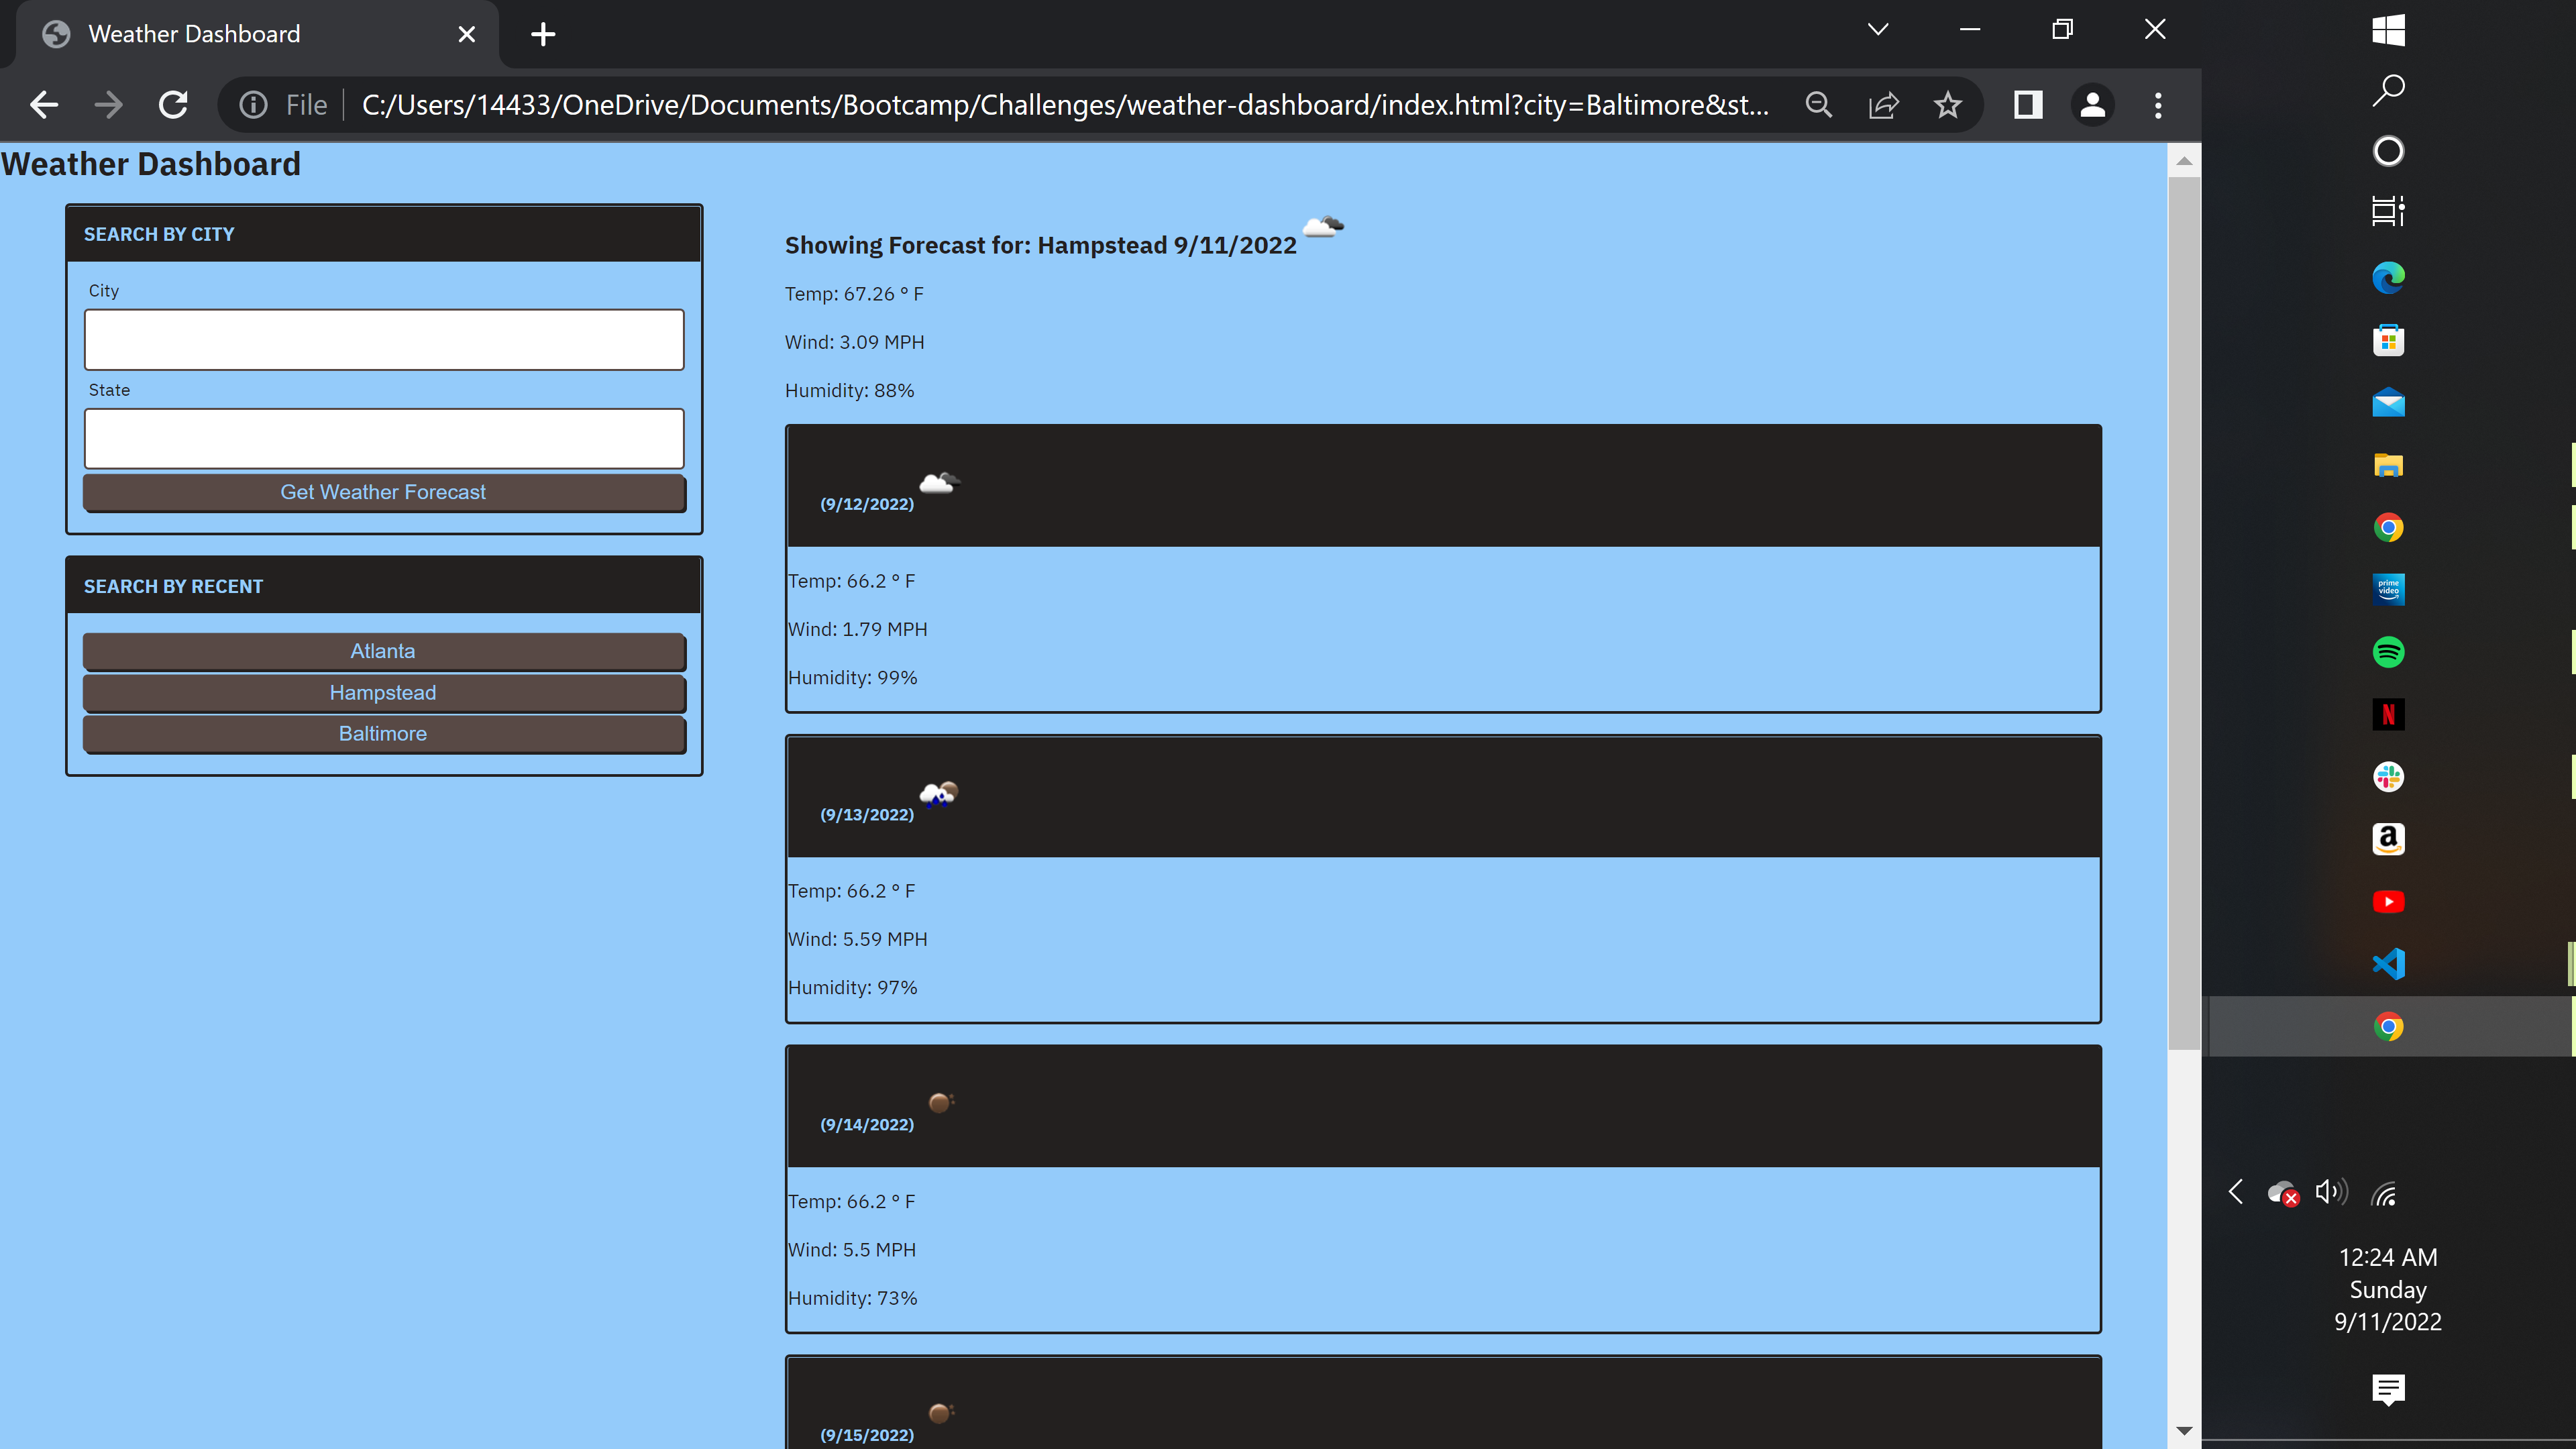 Weather Dashboard
File
C:/Users/14433/OneDrive/Documents/Bootcamp/Challenges/weather-dashboard/index.html?city=Baltimore&st...
Weather Dashboard
SEARCH BY CITY
City
State
Get Weather Forecast
SEARCH BY RECENT
Atlanta
Hampstead
Baltimore
Showing Forecast for: Hampstead 9/11/2022
Temp: 67.26 ° F
Wind: 3.09 MPH
Humidity: 88%
(9/12/2022)
Temp: 66.2 ° F
Wind: 1.79 MPH
Humidity: 99%
(9/13/2022)
Temp: 66.2 ° F
Wind: 5.59 MPH
Humidity: 97%
(9/14/2022)
Temp: 66.2 ° F
Wind: 5.5 MPH
Humidity: 73%
(9/15/2022)
prime
video
N
a
12:24 AM
Sunday
9/11/2022